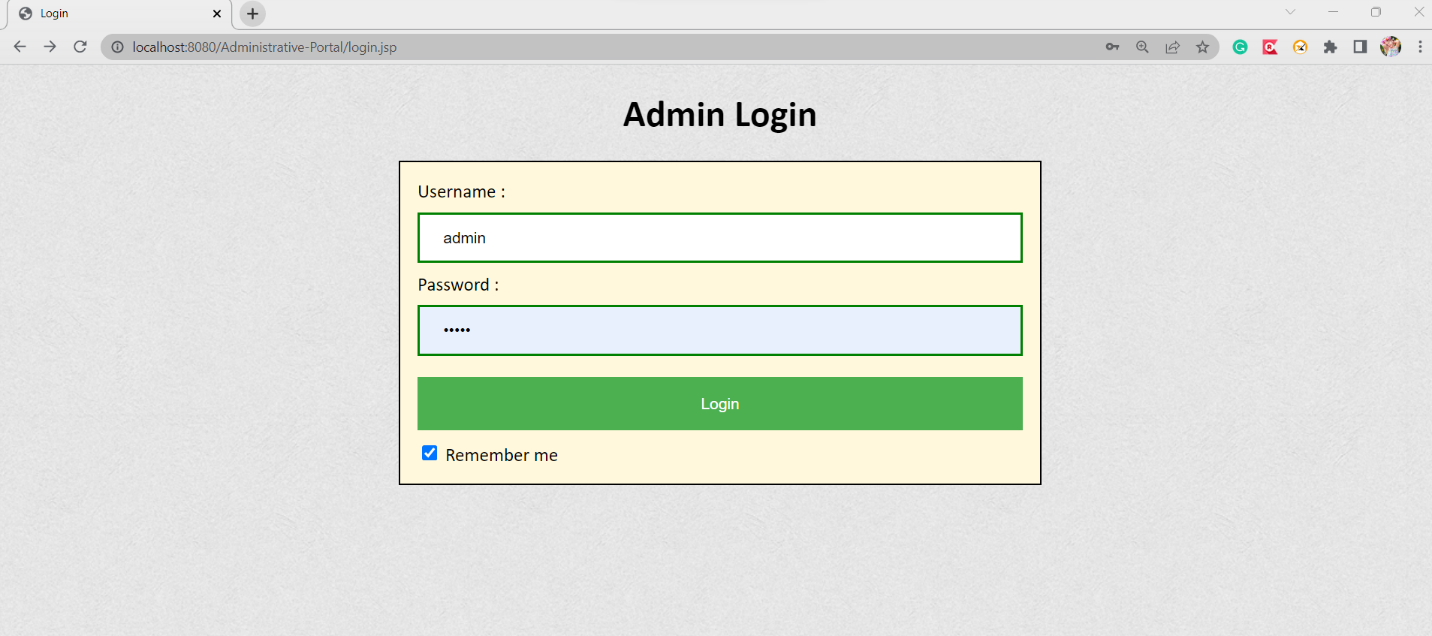 Login
localhost:8080/Administrative-Portal/login.jsp
Admin Login
Username :
admin
Password :
•••••
Login
Remember me